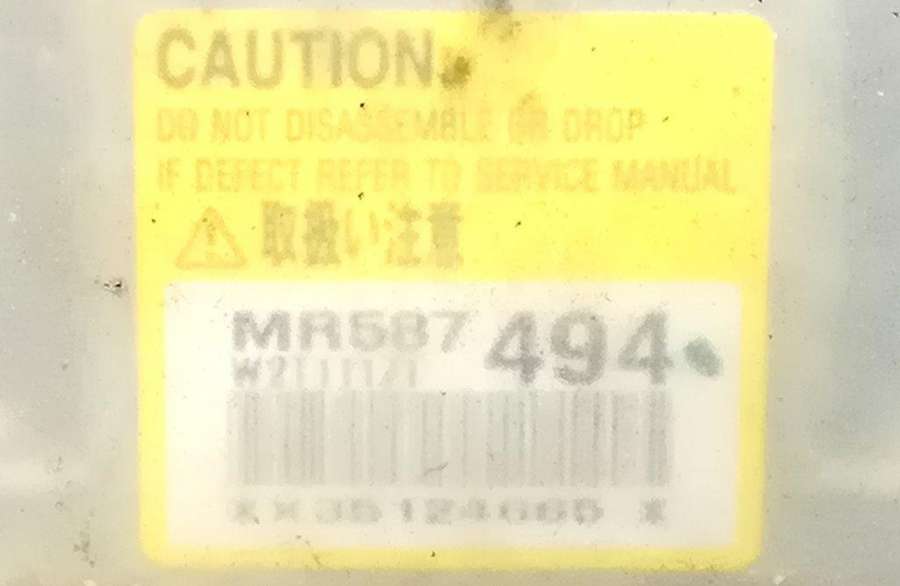 CAUTION
DO NOT DISASSEMBLE OR DROP
IF DEFECT REFER TO SERVICE MANUAL
取扱い注意
MR587 494